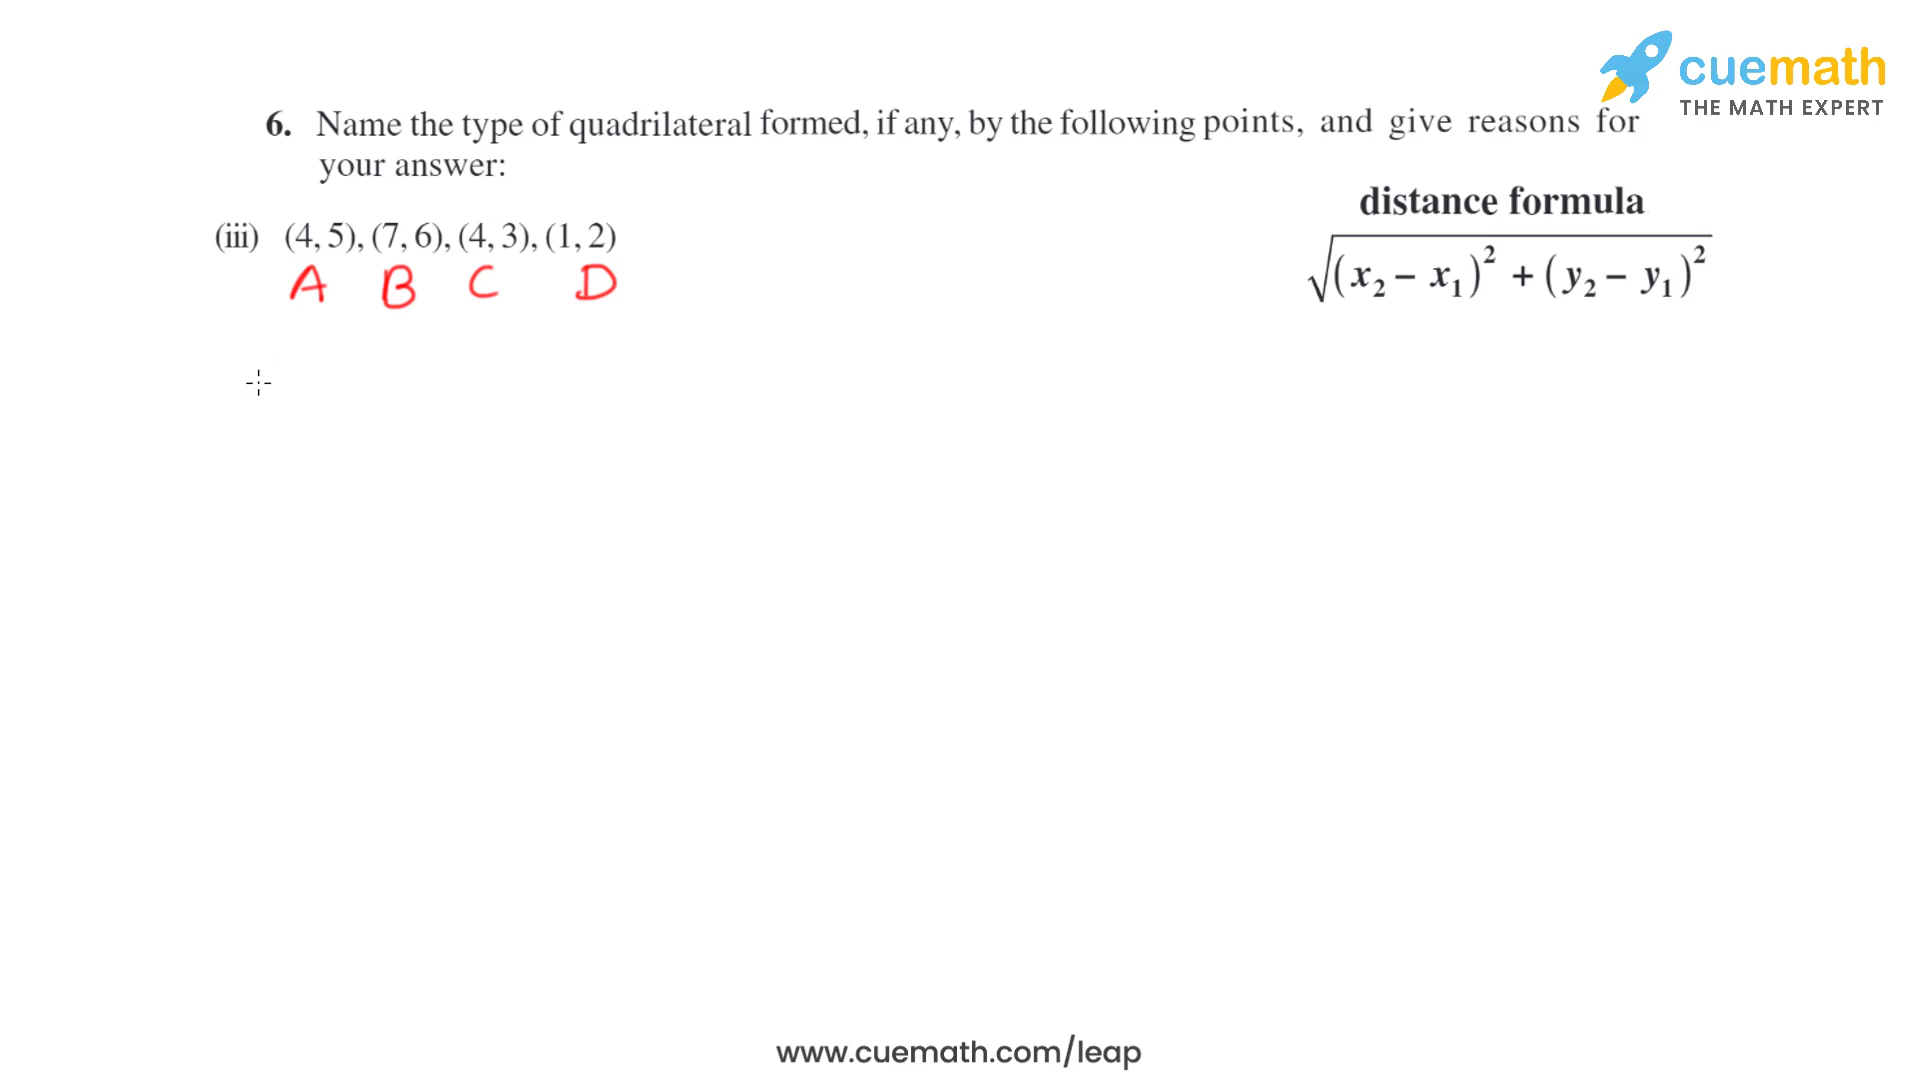 cuemath
THE MATH EXPERT
6. Name the type of quadrilateral formed, if any, by the following points, and give reasons for
your answer:
distance formula
(iii) (4, 5), (7, 6), (4, 3), (1, 2)
A B C D
√(x₂ − x₁)² + (y₂ − y₁)²
www.cuemath.com/leap